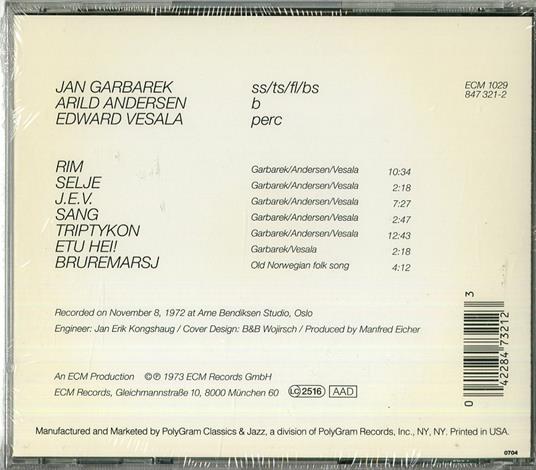 JAN GARBAREK ss/ts/fl/bs ECM 1029
ARILD ANDERSEN b 847 321-2
EDWARD VESALA perc
RIM Garbarek/Andersen/Vesala 10:34
SELJE Garbarek/Andersen/Vesala 2:18
J.E.V. Garbarek/Andersen/Vesala 7:27
SANG Garbarek/Andersen/Vesala 2:47
TRIPTYKON Garbarek/Andersen/Vesala 12:43
ETU HEI! Garbarek/Vesala 2:18
BRUREMARSJ Old Norwegian folk song 4:12
Recorded on November 8, 1972 at Arne Bendiksen Studio, Oslo
Engineer: Jan Erik Kongshaug / Cover Design: B&B Wojirsch / Produced by Manfred Eicher
An ECM Production ©℗ 1973 ECM Records GmbH
ECM Records, Gleichmannstraße 10, 8000 München 60 LC 2516 AAD
0 42284 73212 3
Manufactured and Marketed by PolyGram Classics & Jazz, a division of PolyGram Records, Inc., NY, NY. Printed in USA.
0704